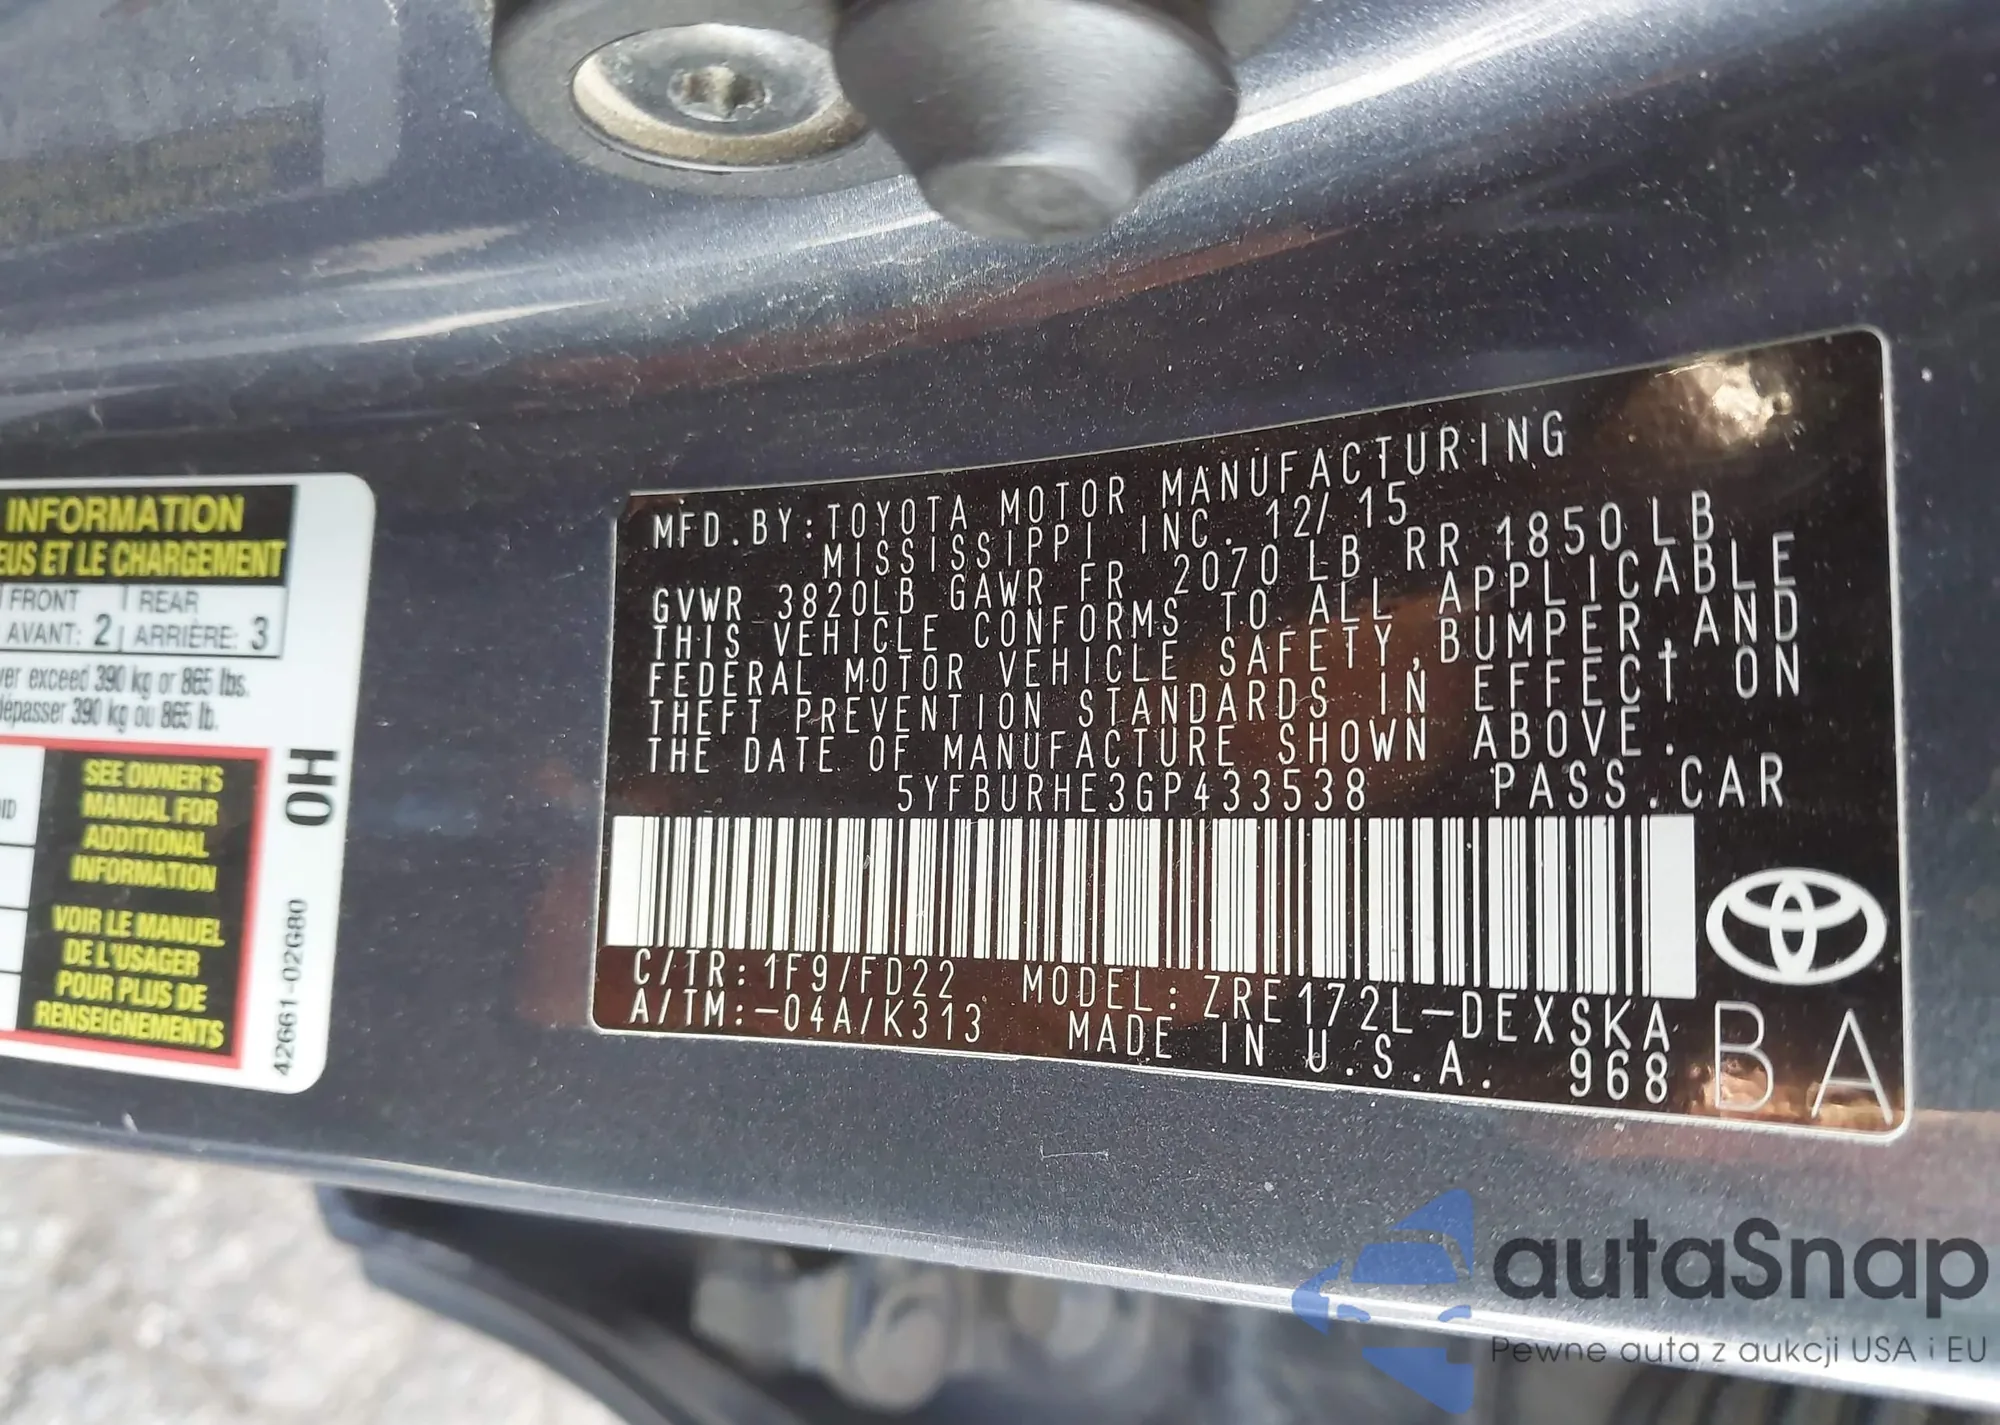 INFORMATION
EUS ET LE CHARGEMENT
FRONT REAR
AVANT: 2 ARRIÈRE: 3
ver exceed 390 kg or 865 lbs.
dépasser 390 kg ou 865 lb.
SEE OWNER'S
MANUAL FOR
ADDITIONAL
INFORMATION
VOIR LE MANUEL
DE L'USAGER
POUR PLUS DE
RENSEIGNEMENTS
0H
42661-02G80
MFD.BY:TOYOTA MOTOR MANUFACTURING
MISSISSIPPI INC. 12/15
GVWR 3820LB GAWR FR 2070 LB RR 1850 LB
THIS VEHICLE CONFORMS TO ALL APPLICABLE
FEDERAL MOTOR VEHICLE SAFETY,BUMPER,AND
THEFT PREVENTION STANDARDS IN EFFECT ON
THE DATE OF MANUFACTURE SHOWN ABOVE.
5YFBURHE3GP433538 PASS.CAR
C/TR:1F9/FD22 MODEL:ZRE172L-DEXSKA
A/TM:-04A/K313 MADE IN U.S.A. 968
BA
autaSnap
Pewne auta z aukcji USA i EU